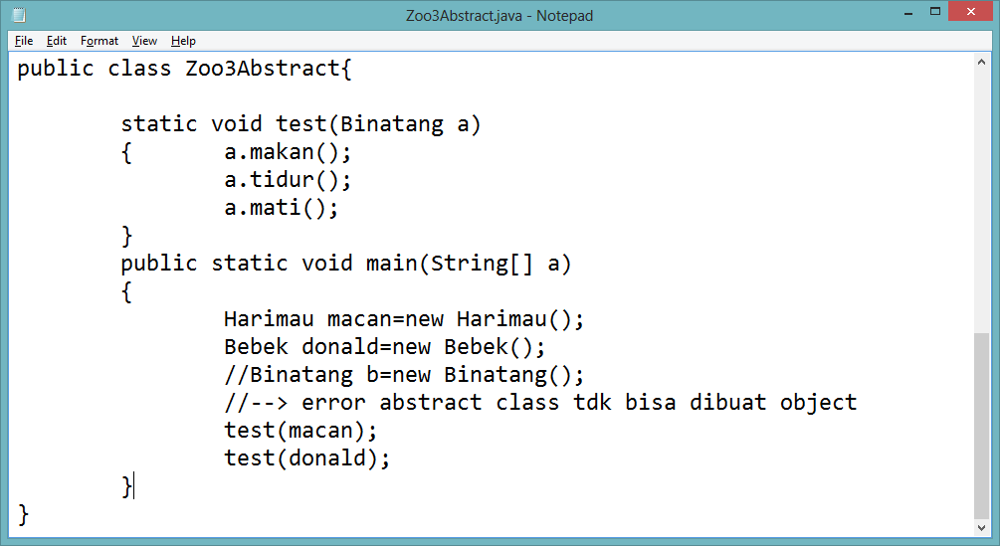 Zoo3Abstract.java - Notepad
File Edit Format View Help
public class Zoo3Abstract{
static void test(Binatang a)
{ a.makan();
a.tidur();
a.mati();
}
public static void main(String[] a)
{
Harimau macan=new Harimau();
Bebek donald=new Bebek();
//Binatang b=new Binatang();
//--> error abstract class tdk bisa dibuat object
test(macan);
test(donald);
}
}